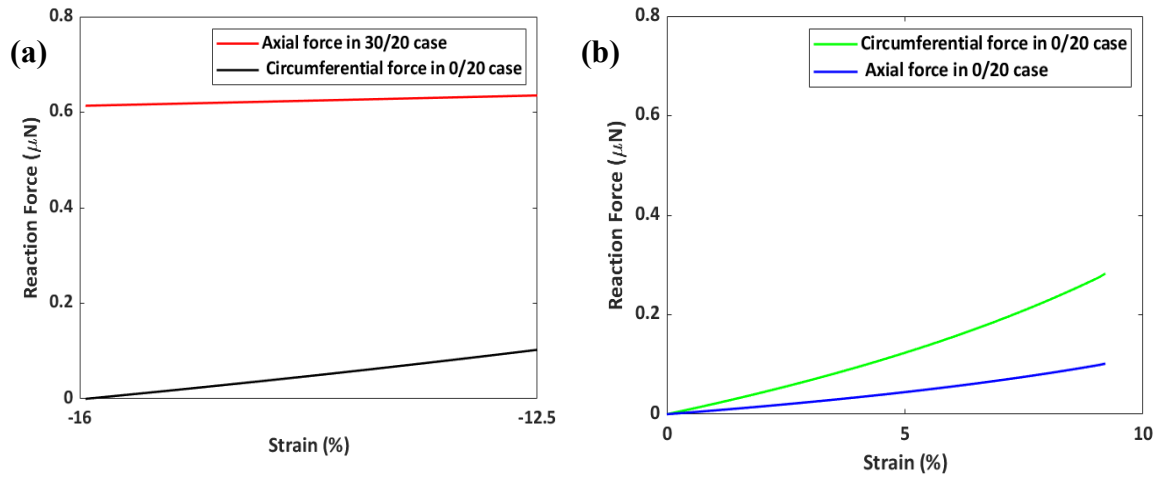 (a)
0.8
0.6
0.4
0.2
0
Reaction Force (μN)
Axial force in 30/20 case
Circumferential force in 0/20 case
-16
-12.5
Strain (%)
(b)
0.8
0.6
0.4
0.2
0
Reaction Force (μN)
Circumferential force in 0/20 case
Axial force in 0/20 case
0
5
10
Strain (%)